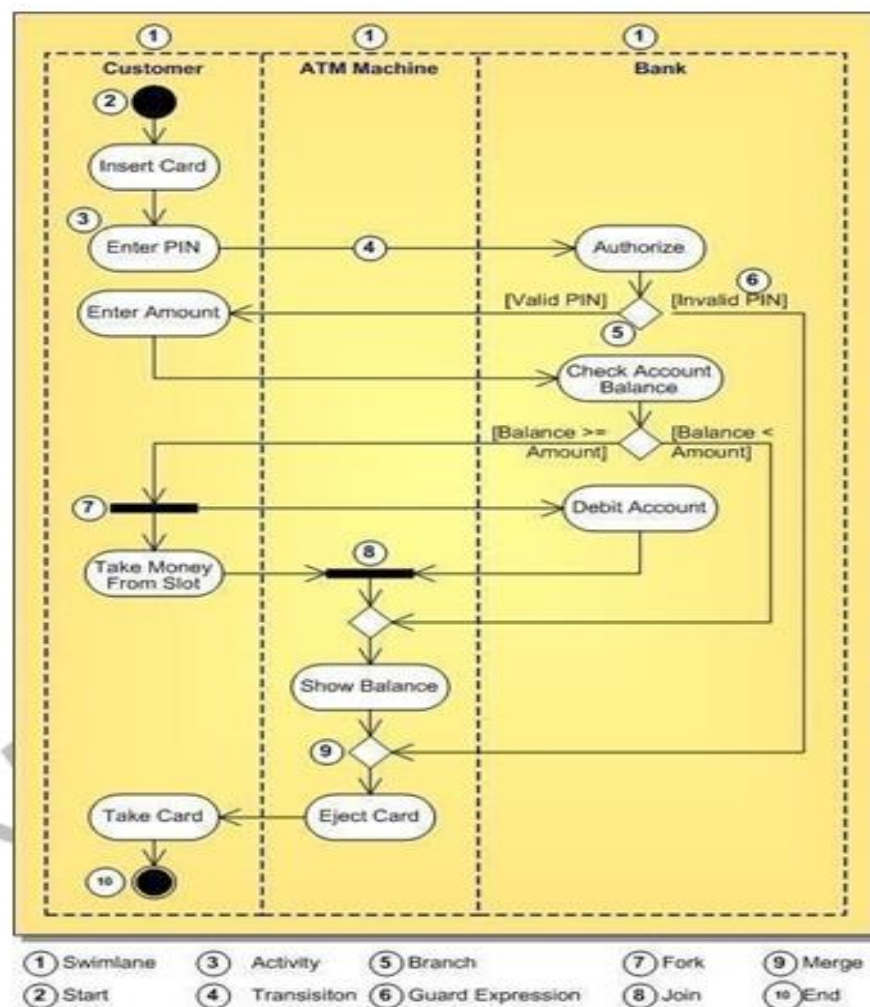 1 1 1
Customer ATM Machine Bank
2
Insert Card
3
Enter PIN
4
Authorize
6
[Valid PIN] [Invalid PIN]
Enter Amount
5
Check Account
Balance
[Balance >=
Amount]
[Balance <
Amount]
7
Debit Account
8
Take Money
From Slot
Show Balance
9
Take Card
Eject Card
10
1 Swimlane 3 Activity 5 Branch 7 Fork 9 Merge
2 Start 4 Transisiton 6 Guard Expression 8 Join 10 End